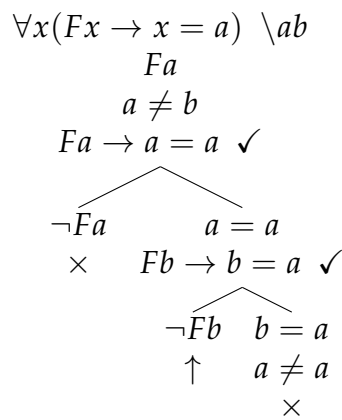 ∀x(Fx → x = a) \ab
Fa
a ≠ b
Fa → a = a ✓
¬Fa a = a
× Fb → b = a ✓
¬Fb b = a
↑ a ≠ a
×